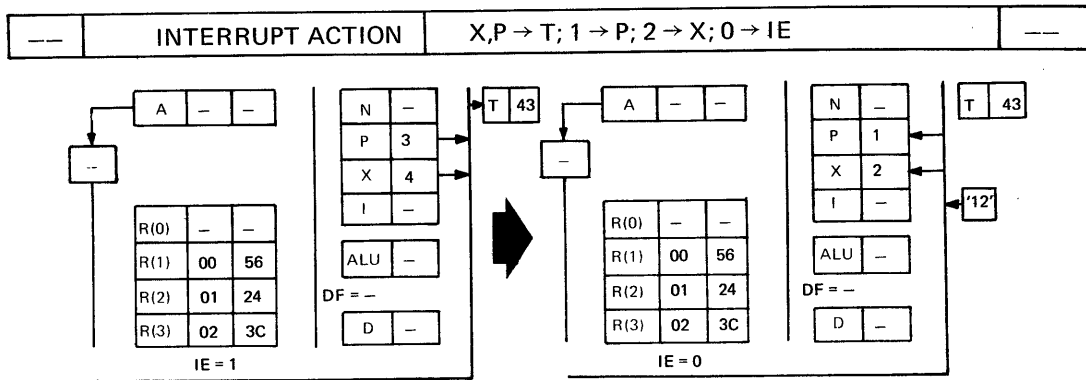 —— INTERRUPT ACTION X,P → T; 1 → P; 2 → X; 0 → IE ——
A – –
–
N –
P 3
X 4
I –
T 43
R(0) – –
R(1) 00 56
R(2) 01 24
R(3) 02 3C
IE = 1
ALU –
DF = –
D –
A – –
–
N –
P 1
X 2
I –
T 43
'12'
R(0) – –
R(1) 00 56
R(2) 01 24
R(3) 02 3C
IE = 0
ALU –
DF = –
D –